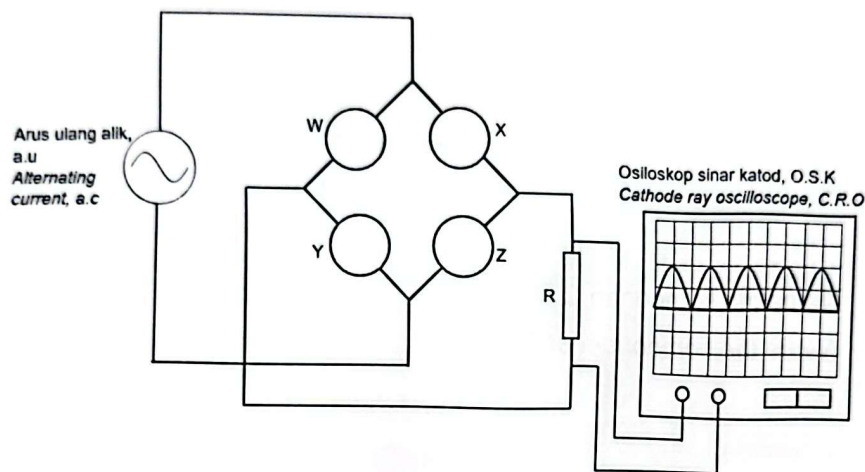 Arus ulang alik,
a.u
Alternating
current, a.c
W
X
Y
Z
R
Osiloskop sinar katod, O.S.K
Cathode ray oscilloscope, C.R.O